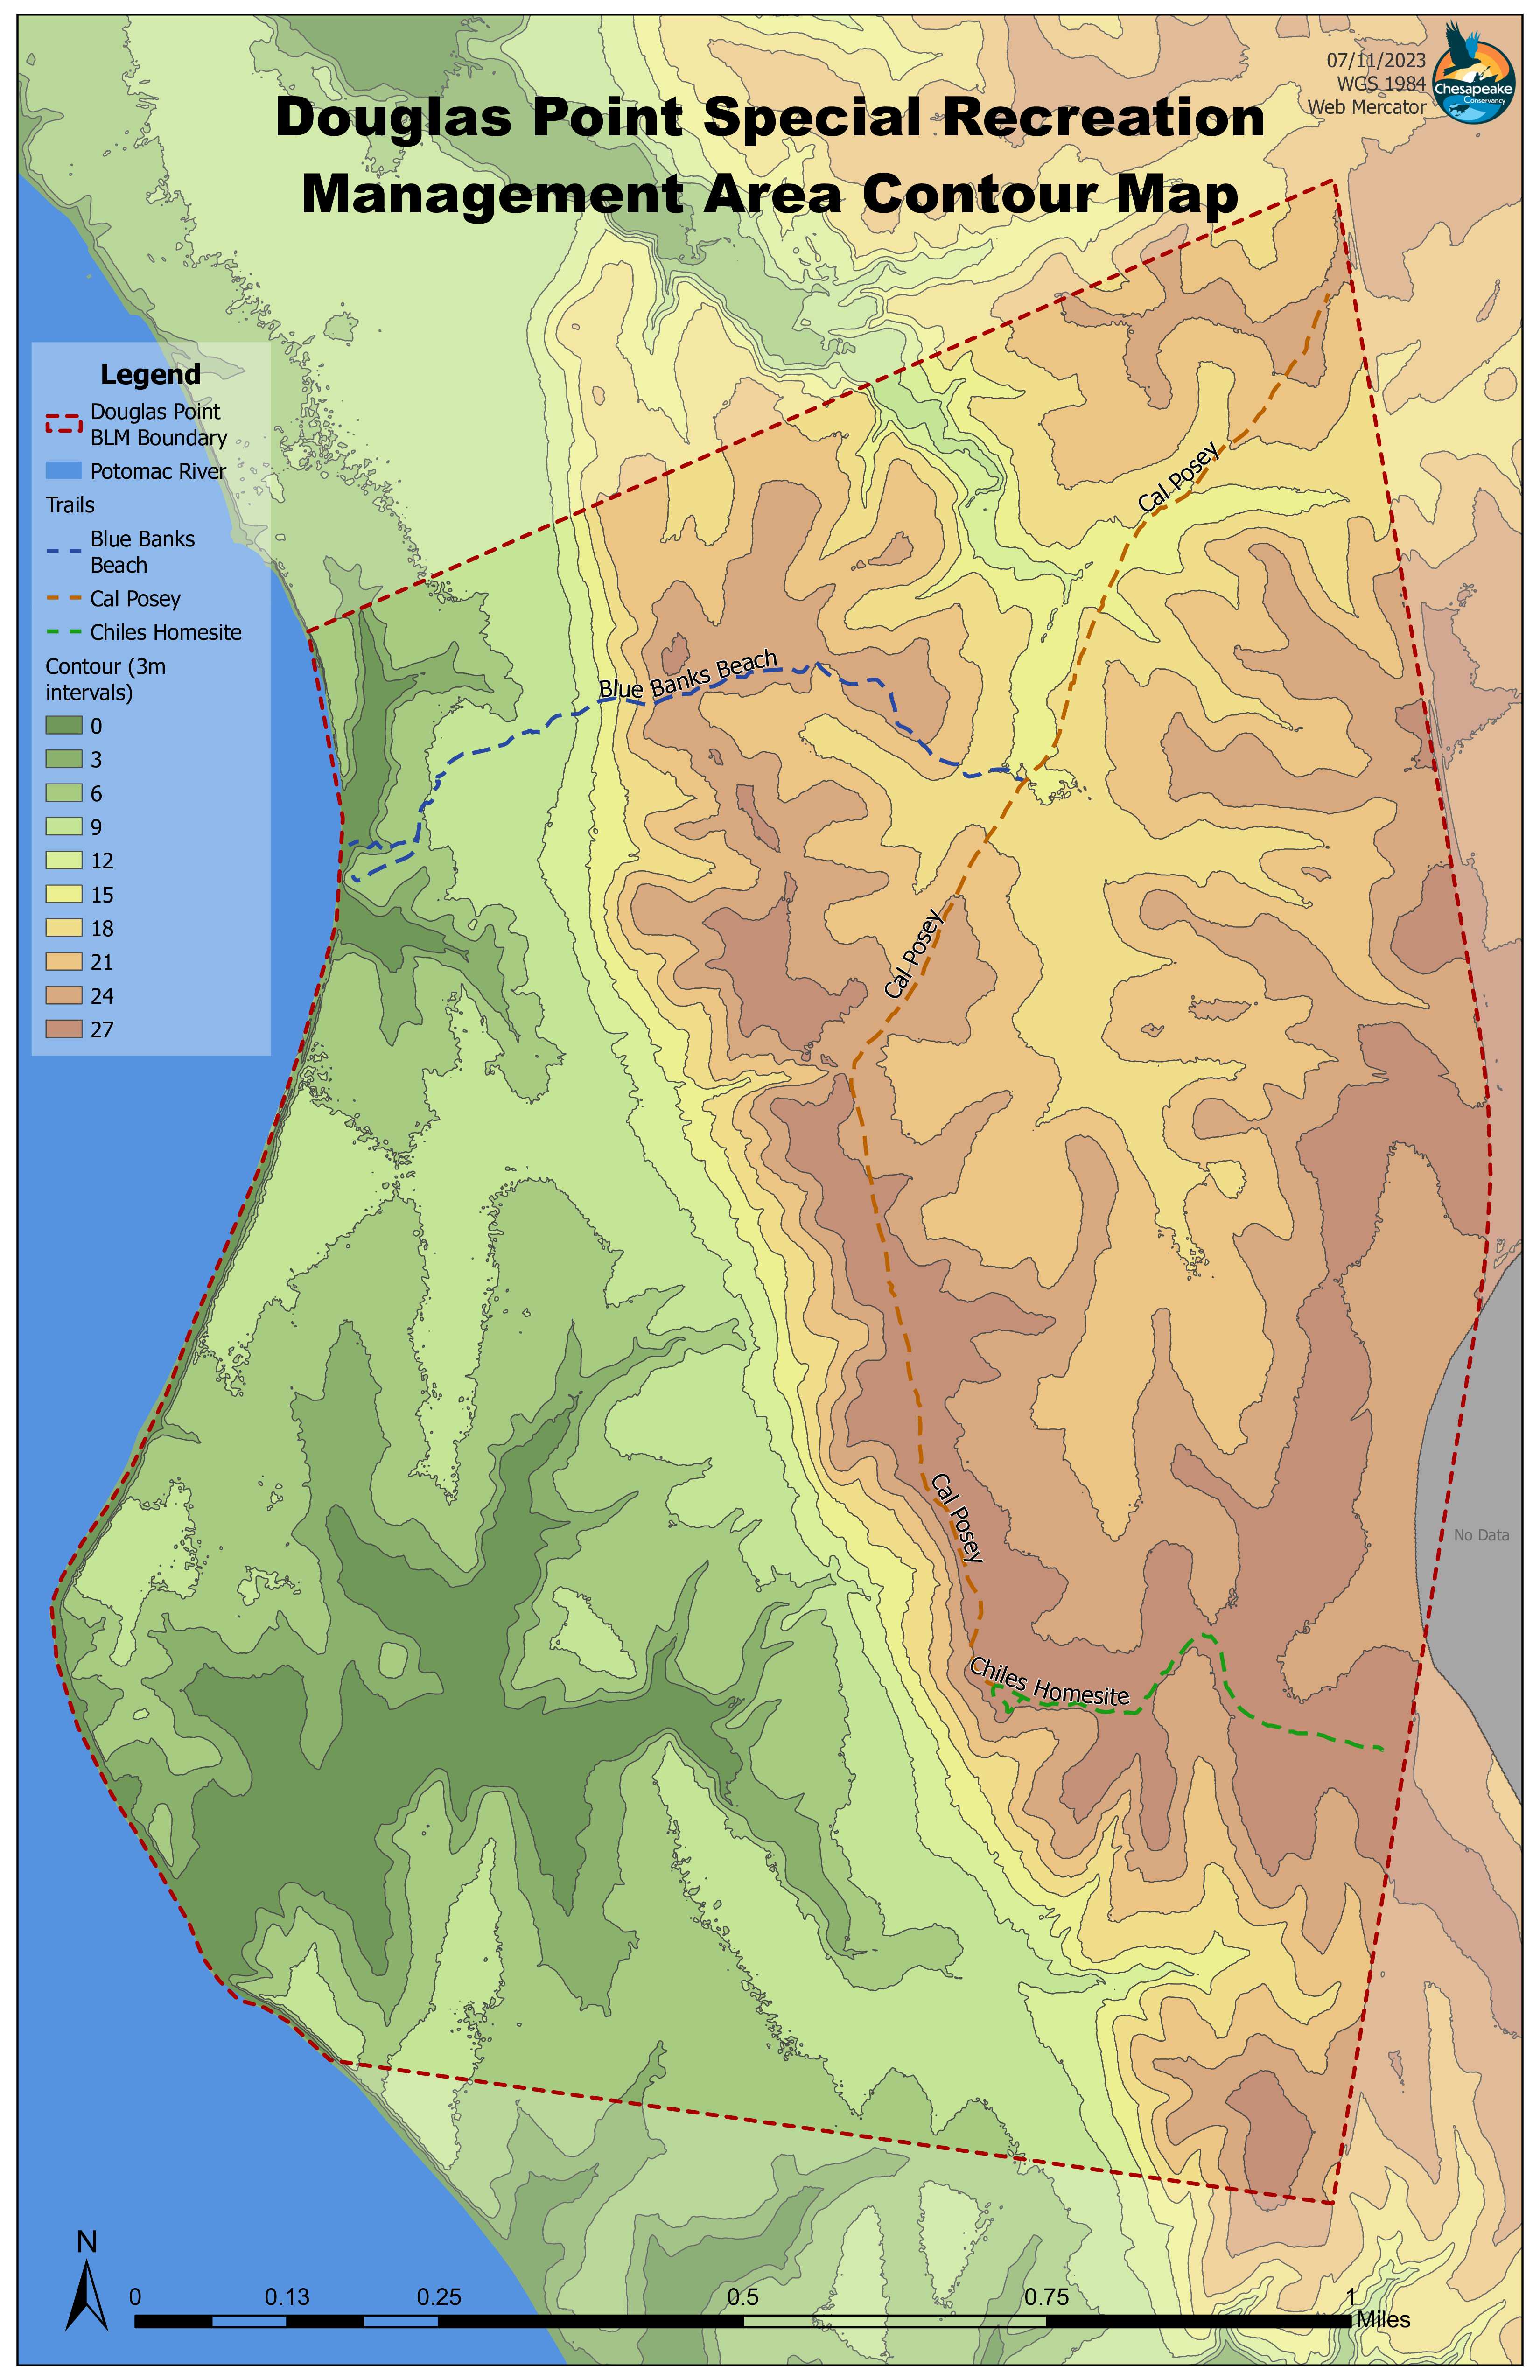 Douglas Point Special Recreation
Management Area Contour Map
07/11/2023
WGS 1984
Web Mercator
Chesapeake
Conservancy
Legend
Douglas Point
BLM Boundary
Potomac River
Trails
Blue Banks
Beach
Cal Posey
Chiles Homesite
Contour (3m
intervals)
0
3
6
9
12
15
18
21
24
27
Cal Posey
Blue Banks Beach
Cal Posey
Cal Posey
No Data
Chiles Homesite
N
0 0.13 0.25 0.5 0.75 1
Miles